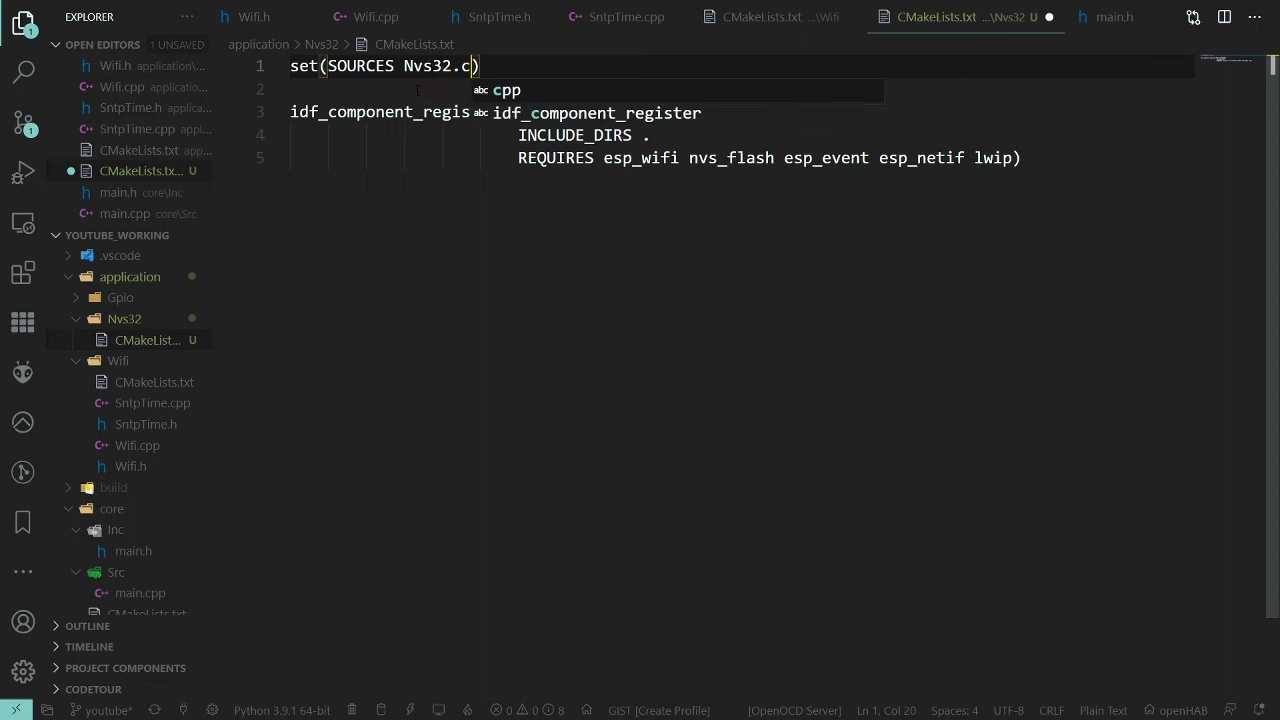 EXPLORER
Wifi.h
Wifi.cpp
SntpTime.h
SntpTime.cpp
CMakeLists.txt ...\Wifi
CMakeLists.txt ...\Nvs32
main.h
OPEN EDITORS 1 UNSAVED
Wifi.h application\...
Wifi.cpp application\...
SntpTime.h applica...
SntpTime.cpp applic...
CMakeLists.txt app...
CMakeLists.tx... U
main.h core\Inc
main.cpp core\Src
YOUTUBE_WORKING
.vscode
application
Gpio
Nvs32
CMakeList... U
Wifi
CMakeLists.txt
SntpTime.cpp
SntpTime.h
Wifi.cpp
Wifi.h
build
core
Inc
main.h
Src
main.cpp
CMakeLists.txt
OUTLINE
TIMELINE
PROJECT COMPONENTS
CODETOUR
application > Nvs32 > CMakeLists.txt
1 set(SOURCES Nvs32.c)
abc cpp
2
abc idf_component_register
3 idf_component_regis
4 INCLUDE_DIRS .
5 REQUIRES esp_wifi nvs_flash esp_event esp_netif lwip)
youtube* Python 3.9.1 64-bit 0 0 8 GIST [Create Profile] [OpenOCD Server] Ln 1, Col 20 Spaces: 4 UTF-8 CRLF Plain Text openHAB